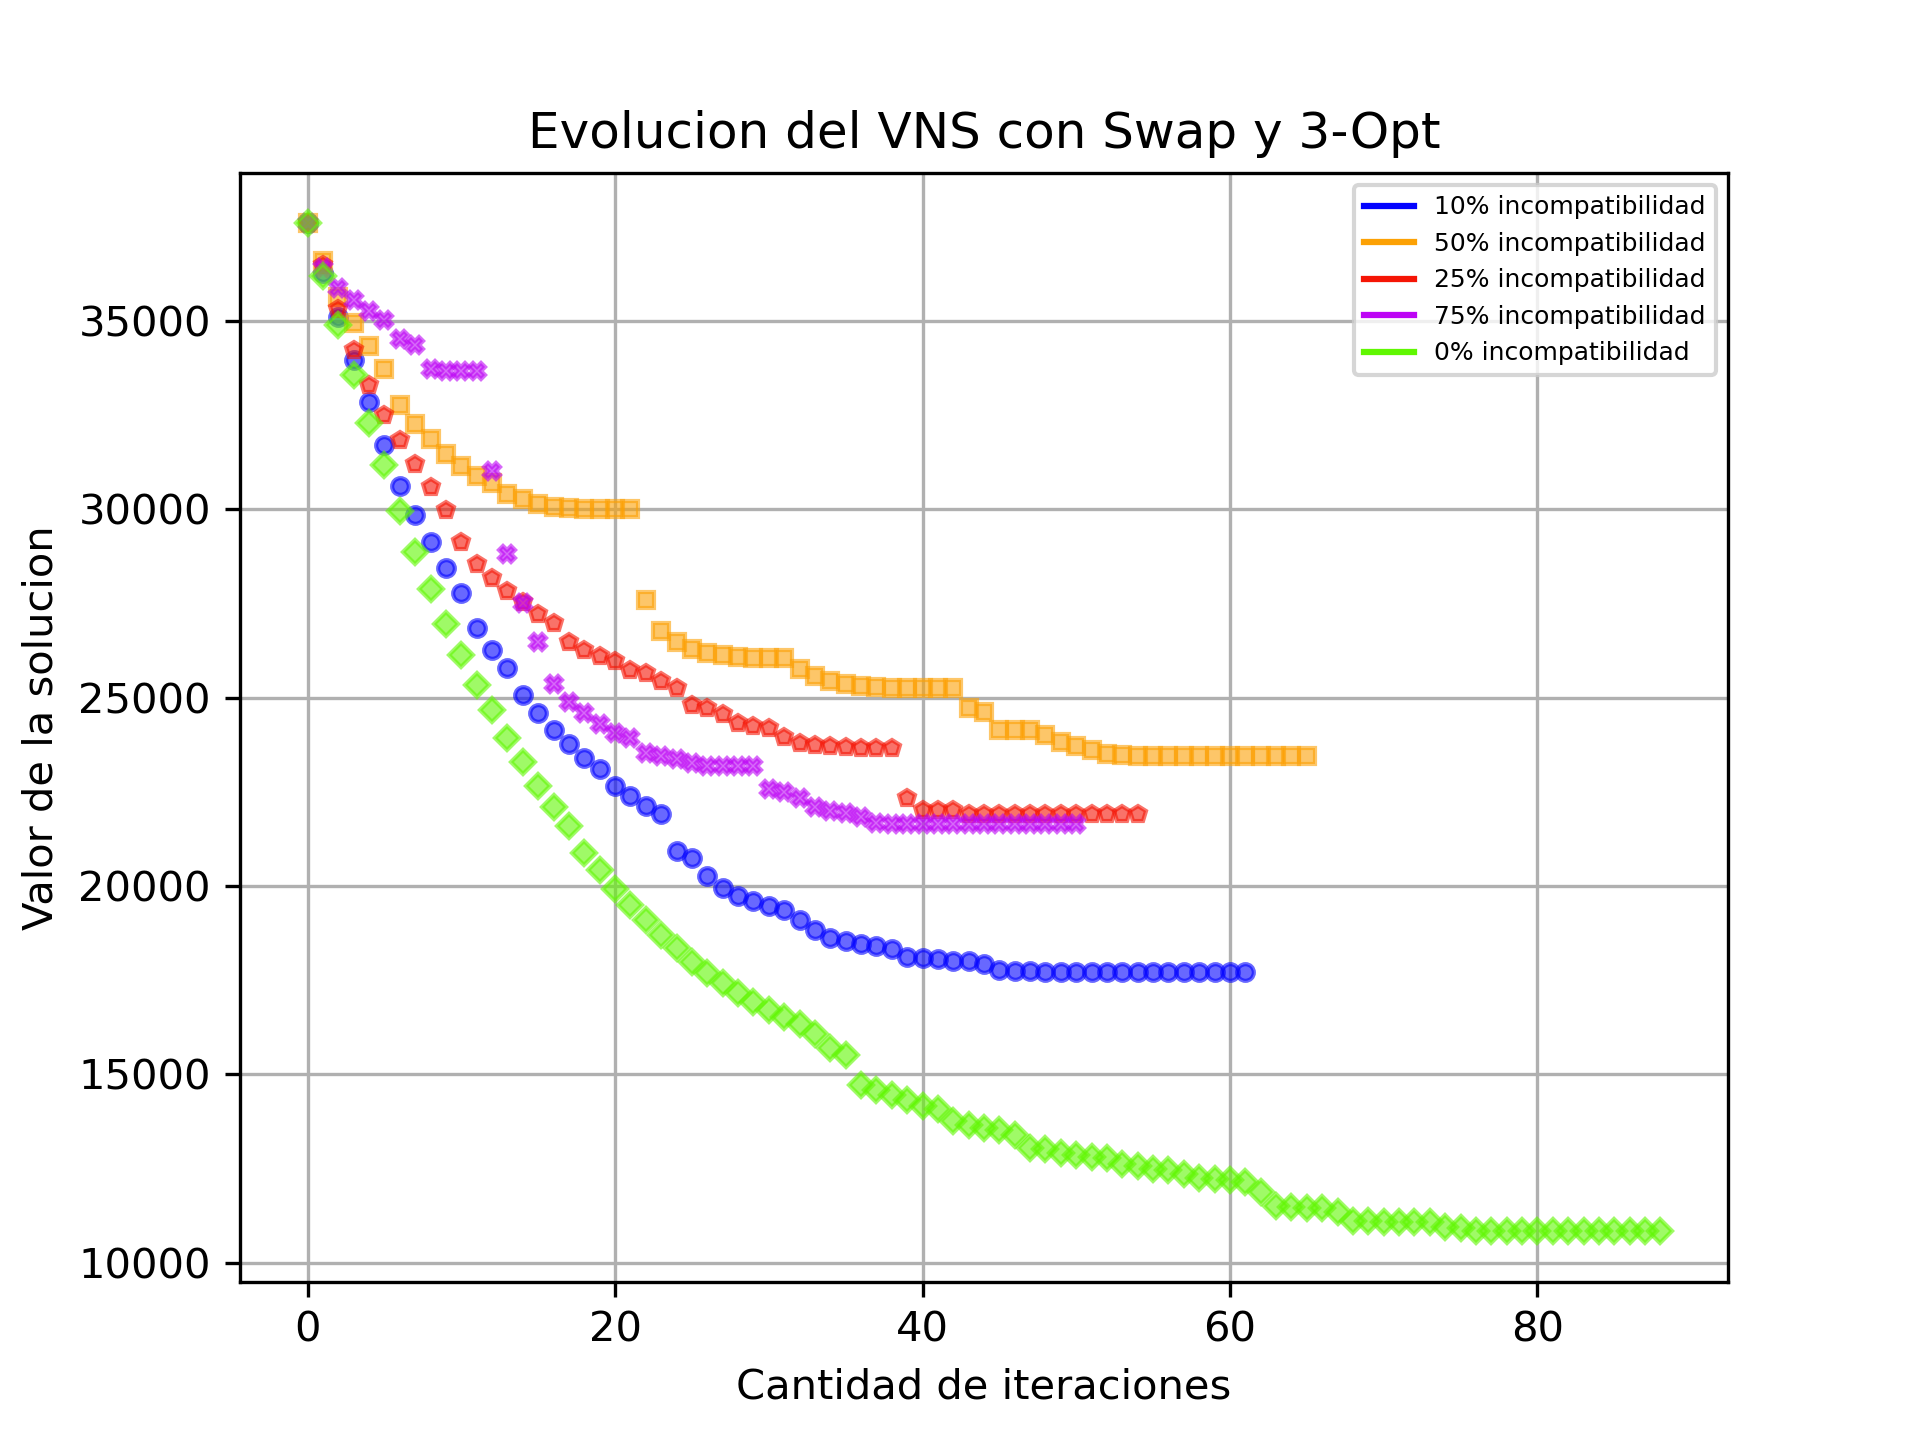 Evolucion del VNS con Swap y 3-Opt
10% incompatibilidad
50% incompatibilidad
25% incompatibilidad
75% incompatibilidad
0% incompatibilidad
Valor de la solucion
35000
30000
25000
20000
15000
10000
0 20 40 60 80
Cantidad de iteraciones